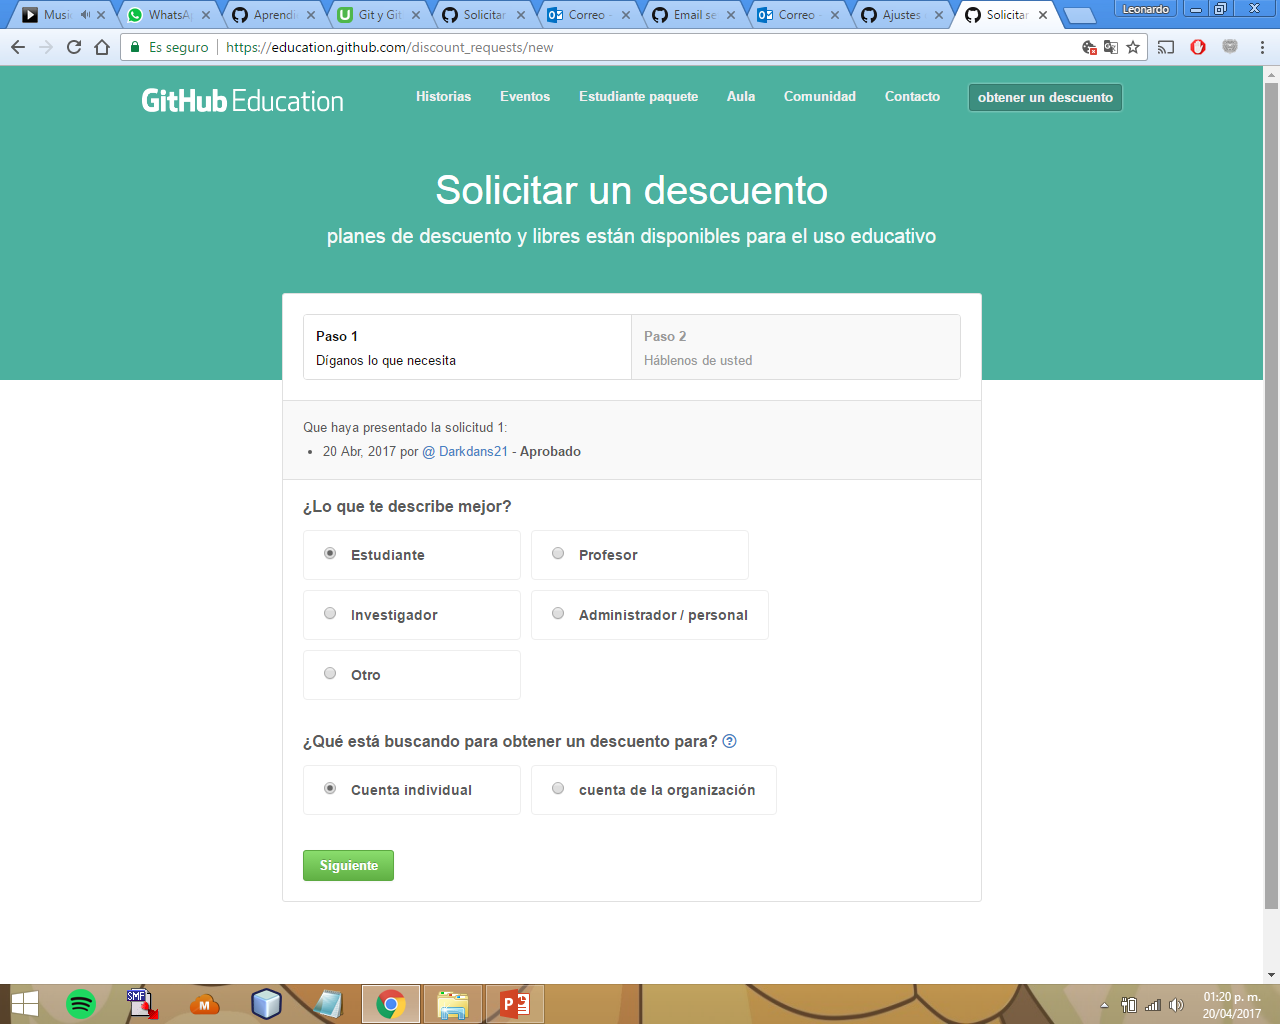 Musi
WhatsA
Aprendi
Git y Git
Solicitar
Correo -
Email se
Correo -
Ajustes
Solicitar
Leonardo
Es seguro
https://education.github.com/discount_requests/new
GitHub Education
Historias
Eventos
Estudiante paquete
Aula
Comunidad
Contacto
obtener un descuento
Solicitar un descuento
planes de descuento y libres están disponibles para el uso educativo
Paso 1
Díganos lo que necesita
Paso 2
Háblenos de usted
Que haya presentado la solicitud 1:
• 20 Abr, 2017 por @ Darkdans21 - Aprobado
¿Lo que te describe mejor?
Estudiante
Profesor
Investigador
Administrador / personal
Otro
¿Qué está buscando para obtener un descuento para?
Cuenta individual
cuenta de la organización
Siguiente
SMF
01:20 p. m.
20/04/2017